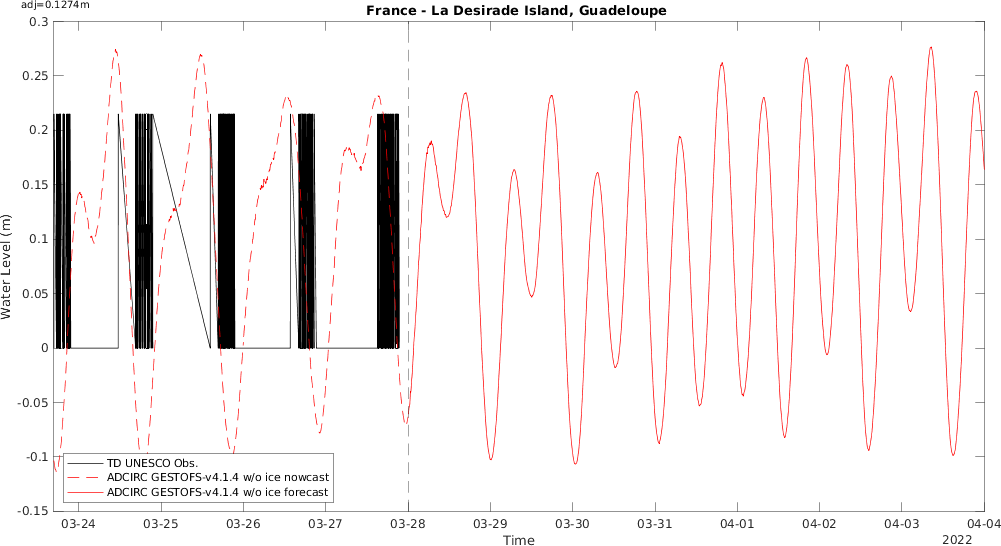 adj=0.1274m
France - La Desirade Island, Guadeloupe
0.3
0.25
0.2
0.15
0.1
0.05
0
-0.05
-0.1
-0.15
Water Level (m)
TD UNESCO Obs.
ADCIRC GESTOFS-v4.1.4 w/o ice nowcast
ADCIRC GESTOFS-v4.1.4 w/o ice forecast
03-24 03-25 03-26 03-27 03-28 03-29 03-30 03-31 04-01 04-02 04-03 04-04
Time
2022